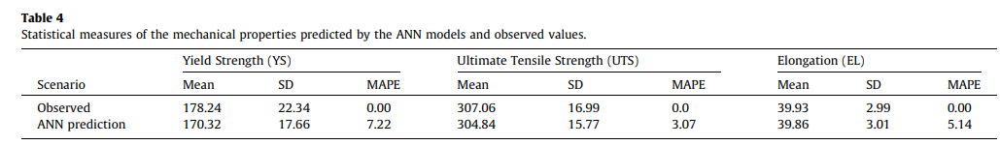 Table 4
Statistical measures of the mechanical properties predicted by the ANN models and observed values.
Yield Strength (YS) Ultimate Tensile Strength (UTS) Elongation (EL)
Scenario Mean SD MAPE Mean SD MAPE Mean SD MAPE
Observed 178.24 22.34 0.00 307.06 16.99 0.0 39.93 2.99 0.00
ANN prediction 170.32 17.66 7.22 304.84 15.77 3.07 39.86 3.01 5.14